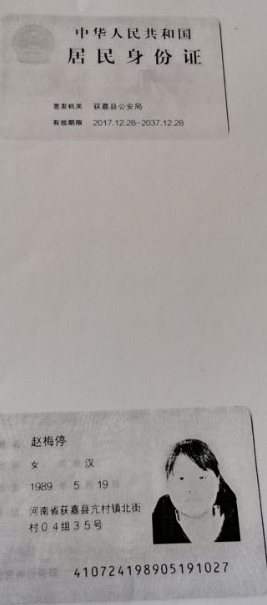 中华人民共和国
居民身份证
签发机关 获嘉县公安局
有效期限 2017.12.28-2037.12.28
赵梅停
女 汉
1989 年 5 月 19 日
河南省获嘉县亢村镇北街
村04组35号
410724198905191027